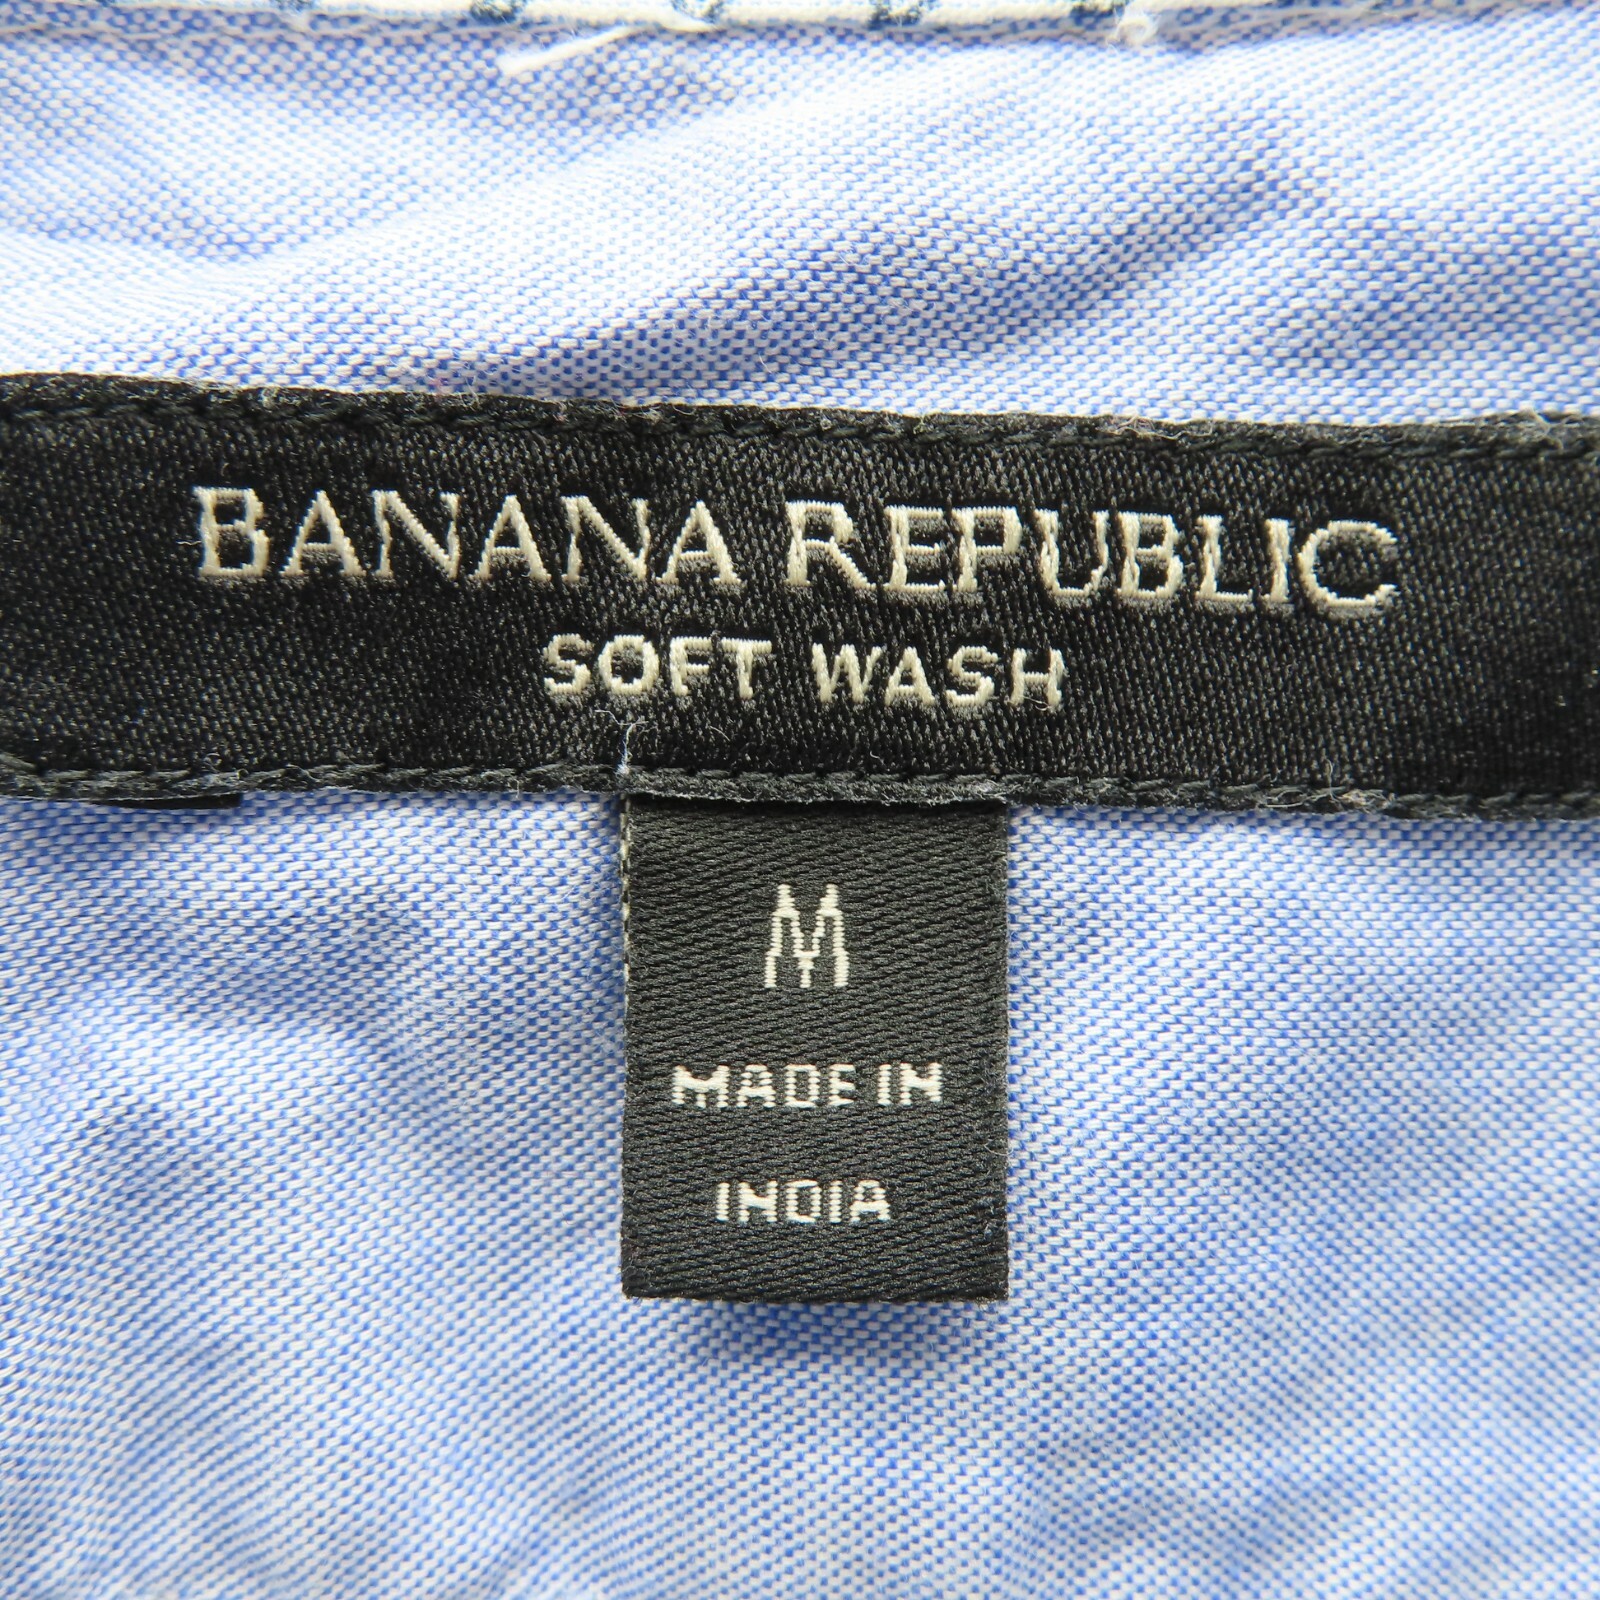 BANANA REPUBLIC
SOFT WASH
M
MADE IN
INDIA